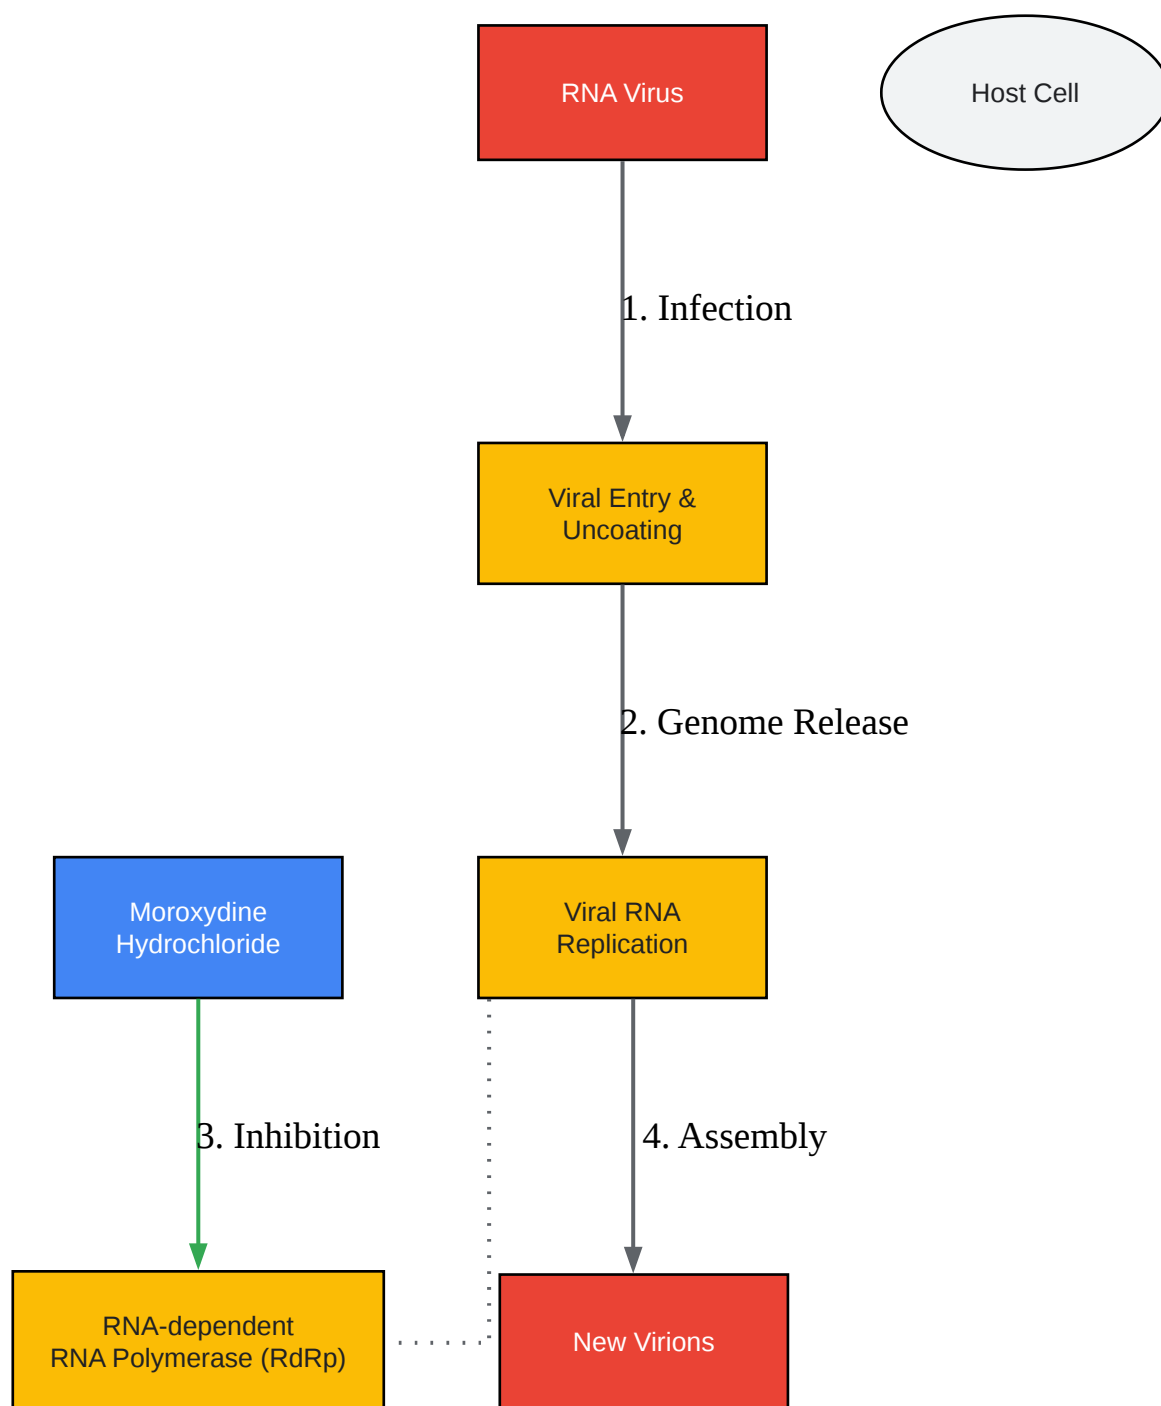 RNA Virus
Host Cell
1. Infection
Viral Entry &
Uncoating
2. Genome Release
Moroxydine
Hydrochloride
Viral RNA
Replication
3. Inhibition
4. Assembly
RNA-dependent
RNA Polymerase (RdRp)
New Virions